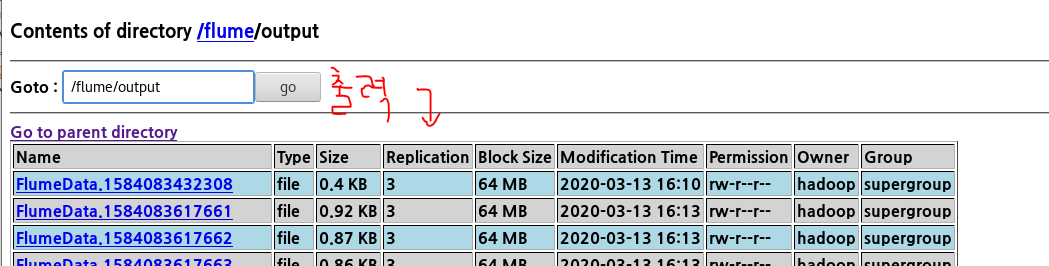 Contents of directory /flume/output
Goto : /flume/output go 출력
Go to parent directory
Name Type Size Replication Block Size Modification Time Permission Owner Group
FlumeData.1584083432308 file 0.4 KB 3 64 MB 2020-03-13 16:10 rw-r--r-- hadoop supergroup
FlumeData.1584083617661 file 0.92 KB 3 64 MB 2020-03-13 16:13 rw-r--r-- hadoop supergroup
FlumeData.1584083617662 file 0.87 KB 3 64 MB 2020-03-13 16:13 rw-r--r-- hadoop supergroup
FlumeData.1584083617663 file 0.86 KB 3 64 MB 2020-03-13 16:13 rw-r--r-- hadoop supergroup